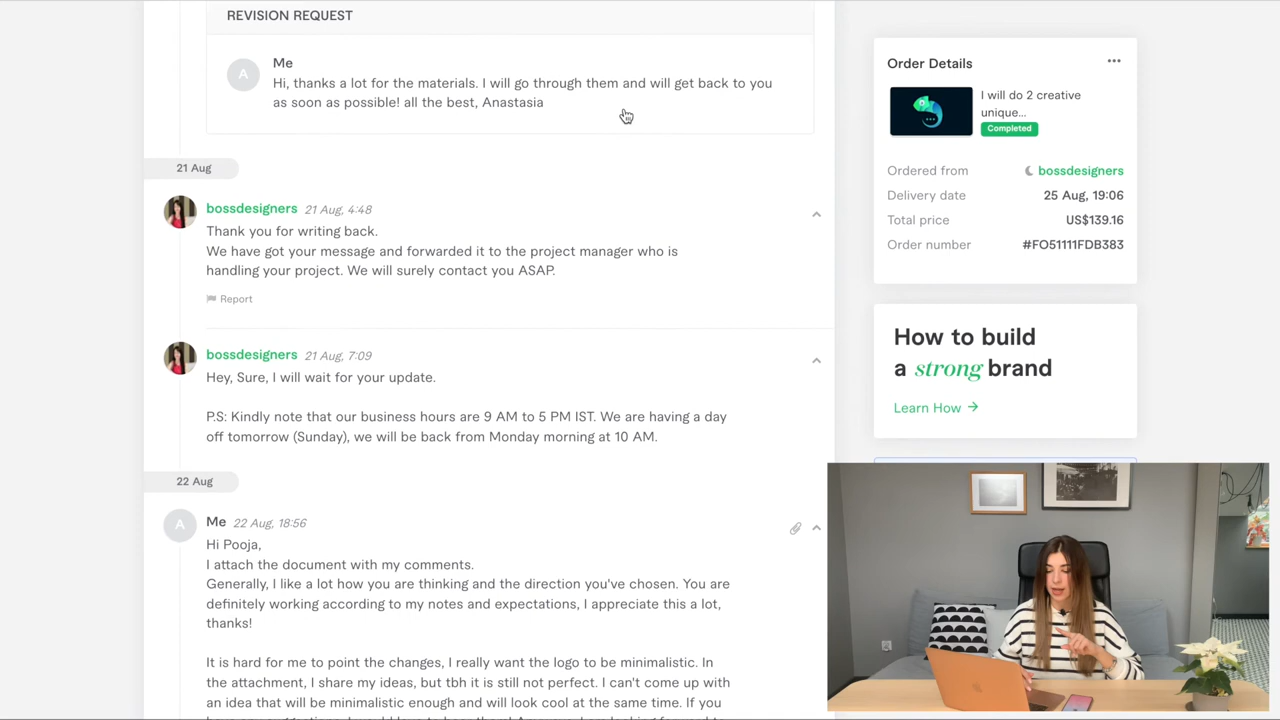 REVISION REQUEST
A
Me
Hi, thanks a lot for the materials. I will go through them and will get back to you
as soon as possible! all the best, Anastasia
21 Aug
bossdesigners 21 Aug, 4:48
Thank you for writing back.
We have got your message and forwarded it to the project manager who is
handling your project. We will surely contact you ASAP.
Report
bossdesigners 21 Aug, 7:09
Hey, Sure, I will wait for your update.
P.S: Kindly note that our business hours are 9 AM to 5 PM IST. We are having a day
off tomorrow (Sunday), we will be back from Monday morning at 10 AM.
22 Aug
A
Me 22 Aug, 18:56
Hi Pooja,
I attach the document with my comments.
Generally, I like a lot how you are thinking and the direction you've chosen. You are
definitely working according to my notes and expectations, I appreciate this a lot,
thanks!
It is hard for me to point the changes, I really want the logo to be minimalistic. In
the attachment, I share my ideas, but tbh it is still not perfect. I can't come up with
an idea that will be minimalistic enough and will look cool at the same time. If you
Order Details
I will do 2 creative
unique...
Completed
Ordered from bossdesigners
Delivery date 25 Aug, 19:06
Total price US$139.16
Order number #FO51111FDB383
How to build
a strong brand
Learn How →